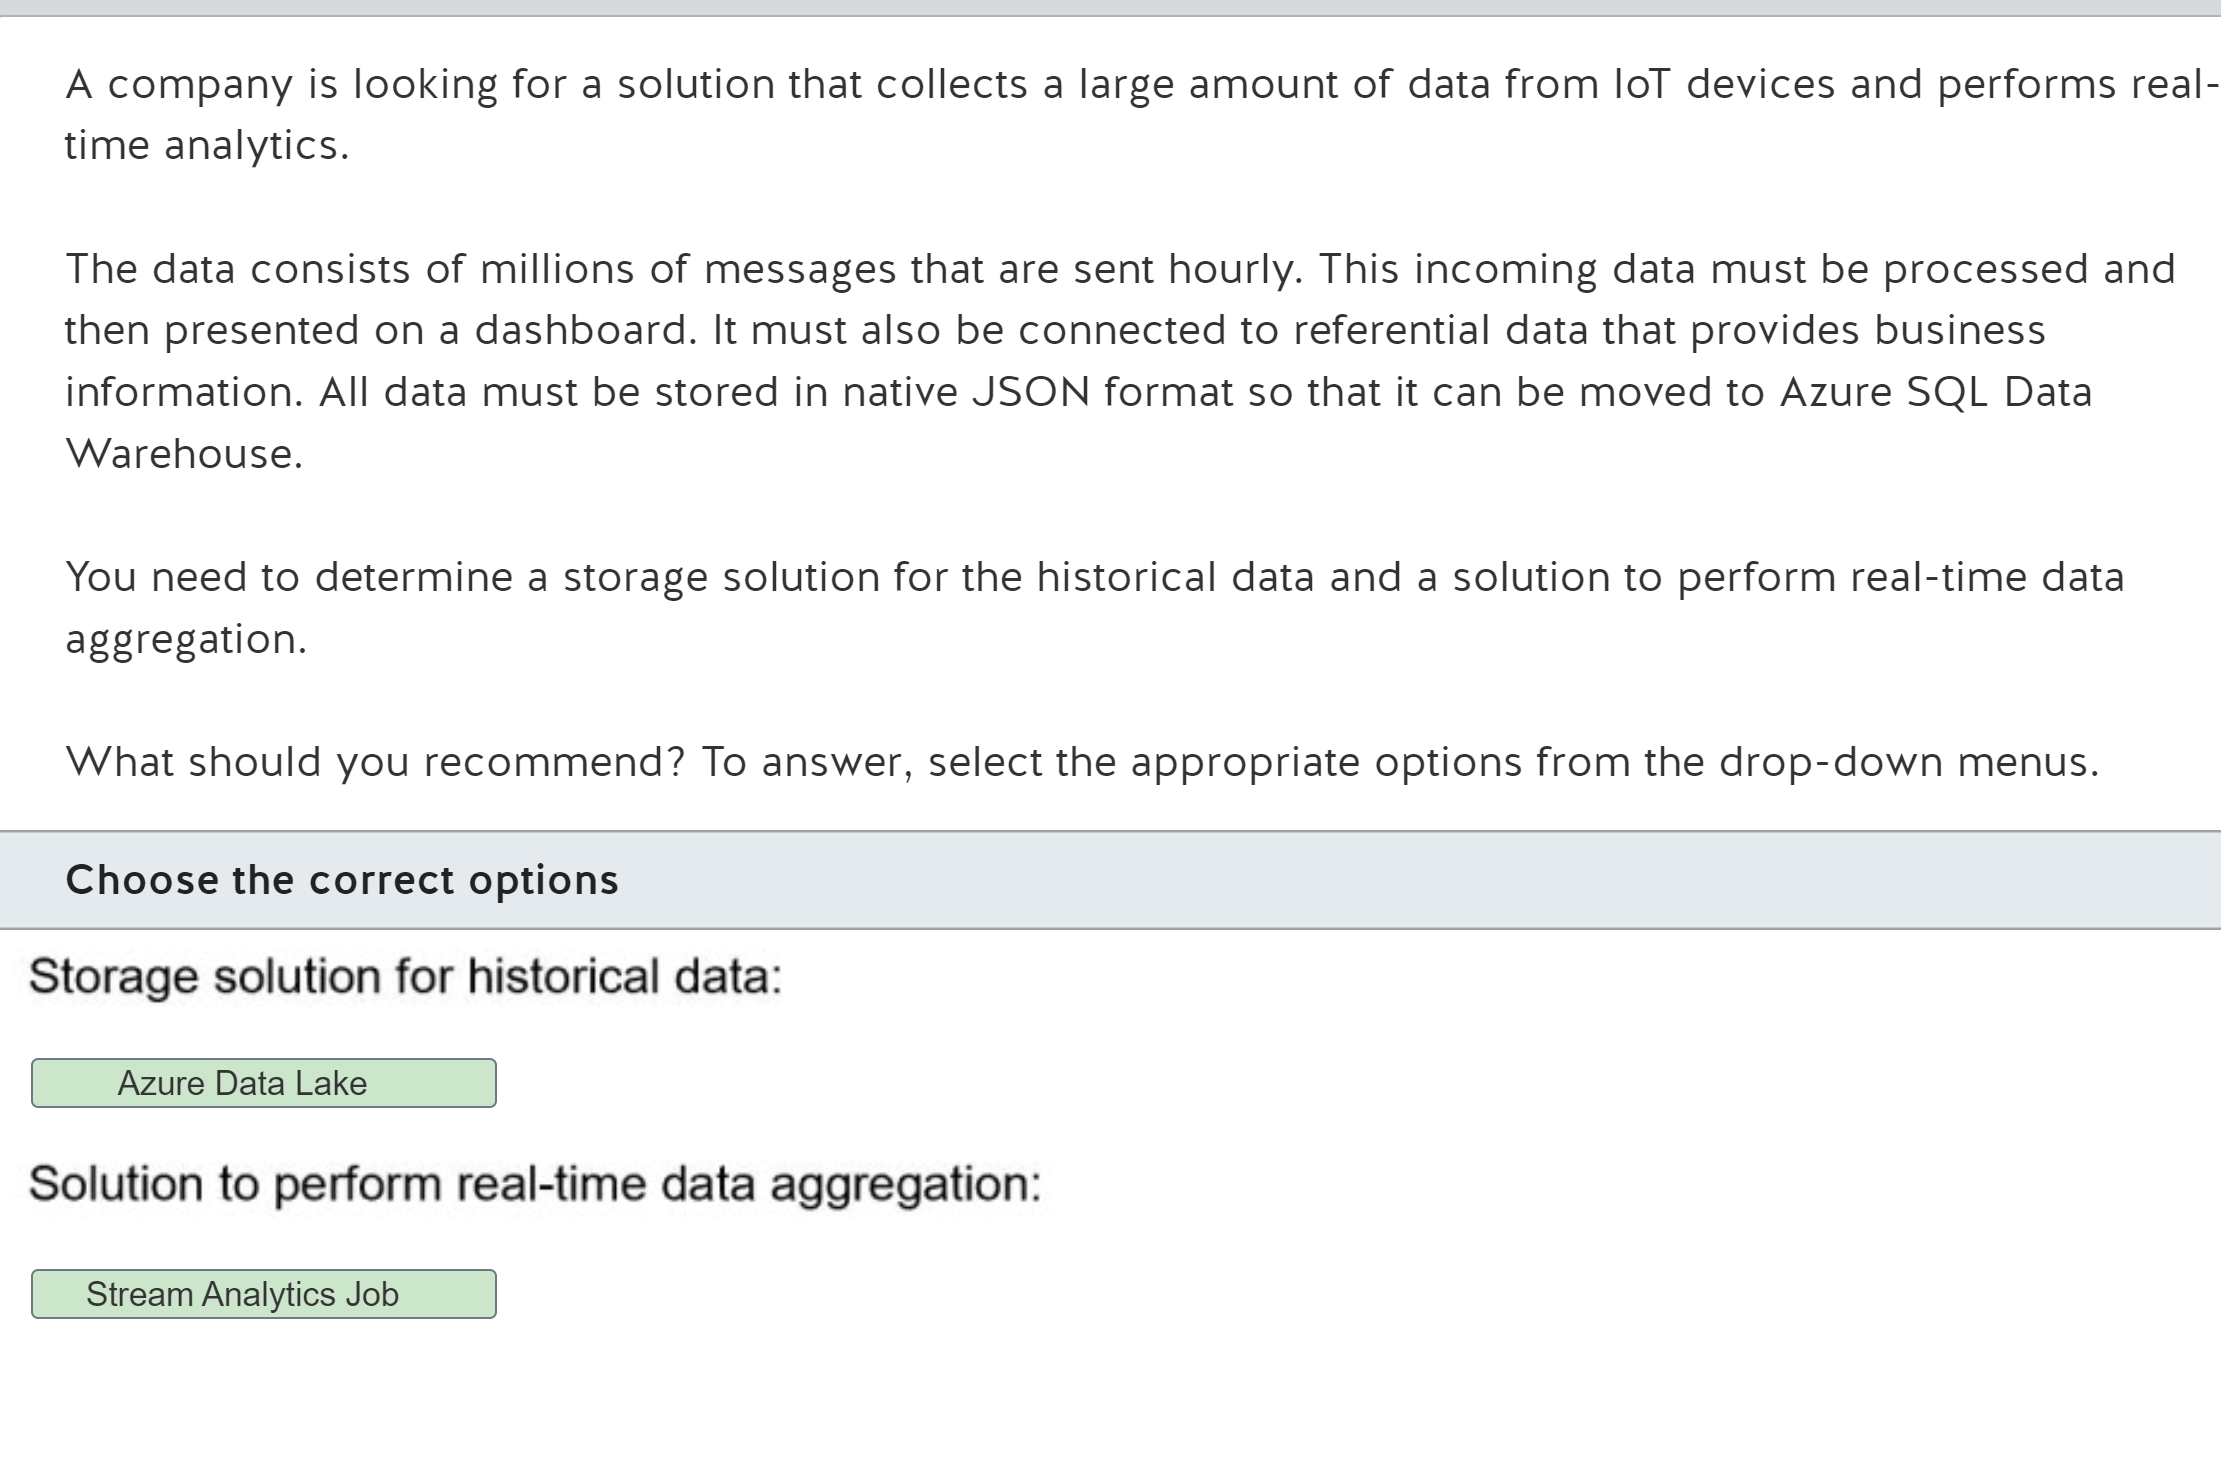 A company is looking for a solution that collects a large amount of data from IoT devices and performs real-
time analytics.
The data consists of millions of messages that are sent hourly. This incoming data must be processed and
then presented on a dashboard. It must also be connected to referential data that provides business
information. All data must be stored in native JSON format so that it can be moved to Azure SQL Data
Warehouse.
You need to determine a storage solution for the historical data and a solution to perform real-time data
aggregation.
What should you recommend? To answer, select the appropriate options from the drop-down menus.
Choose the correct options
Storage solution for historical data:
Azure Data Lake
Solution to perform real-time data aggregation:
Stream Analytics Job